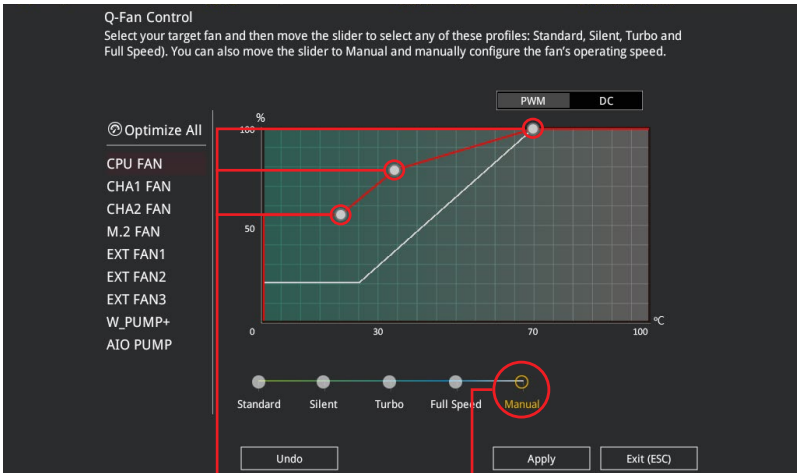 Q-Fan Control
Select your target fan and then move the slider to select any of these profiles: Standard, Silent, Turbo and
Full Speed). You can also move the slider to Manual and manually configure the fan's operating speed.
PWM DC
%
Optimize All
100
CPU FAN
CHA1 FAN
CHA2 FAN
50
M.2 FAN
EXT FAN1
EXT FAN2
EXT FAN3
W_PUMP+
°C
0 30 70 100
AIO PUMP
Standard Silent Turbo Full Speed Manual
Undo Apply Exit (ESC)